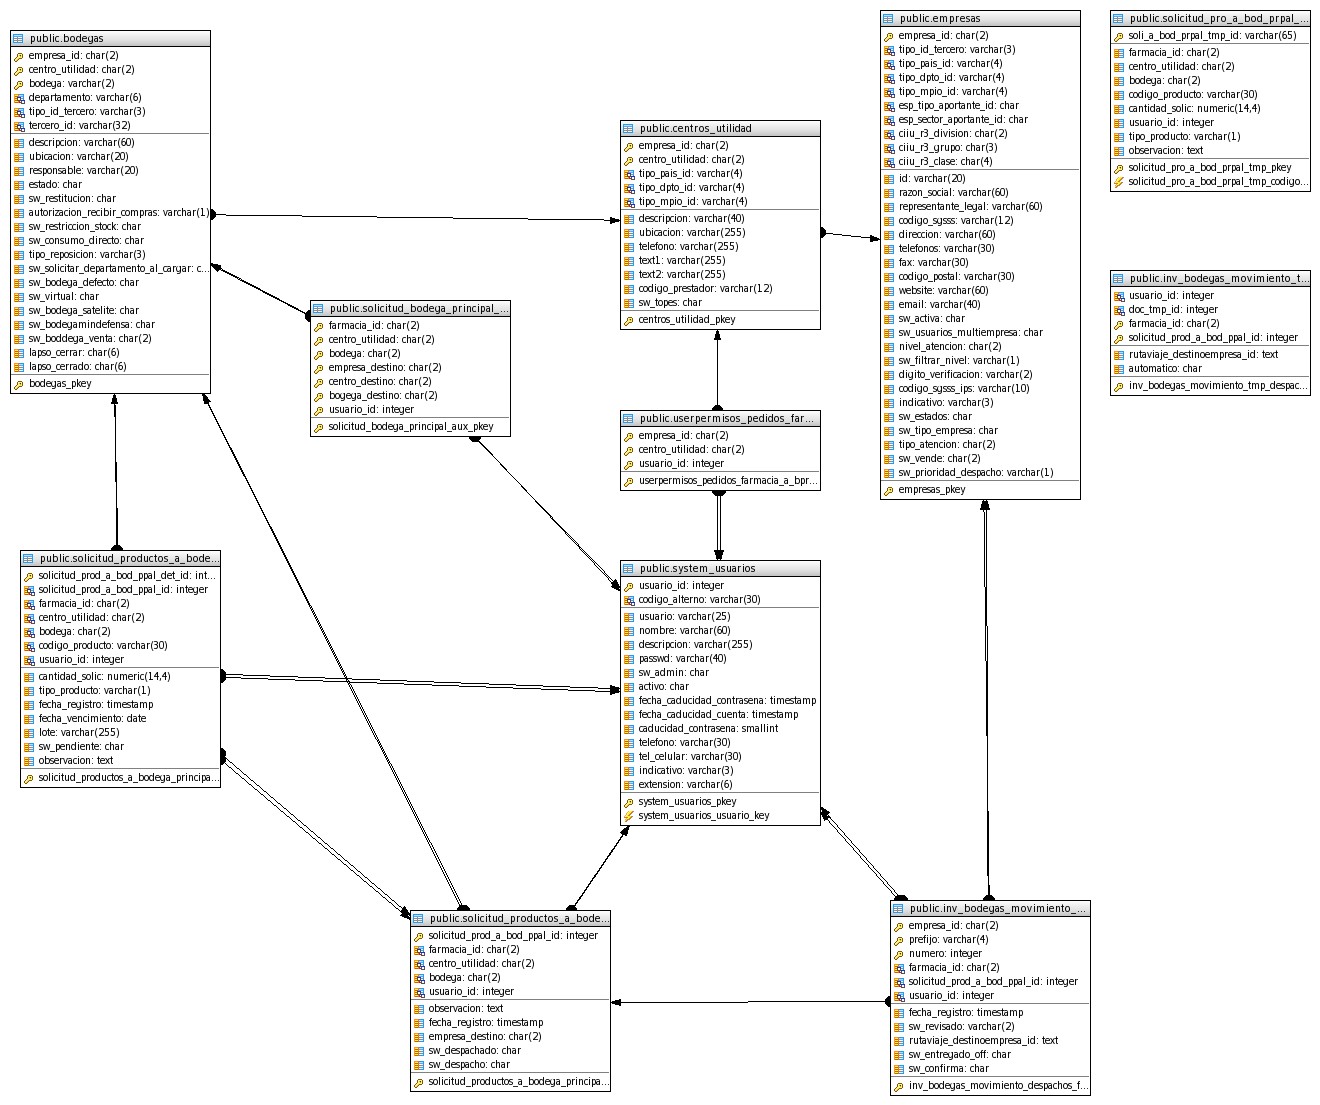 public.bodegas
empresa_id: char(2)
centro_utilidad: char(2)
bodega: varchar(2)
departamento: varchar(6)
tipo_id_tercero: varchar(3)
tercero_id: varchar(32)
descripcion: varchar(60)
ubicacion: varchar(20)
responsable: varchar(20)
estado: char
sw_restitucion: char
autorizacion_recibir_compras: varchar(1)
sw_restriccion_stock: char
sw_consumo_directo: char
tipo_reposicion: varchar(3)
sw_solicitar_departamento_al_cargar: c...
sw_bodega_defecto: char
sw_virtual: char
sw_bodega_satelite: char
sw_bodegamindefensa: char
sw_boddega_venta: char(2)
lapso_cerrar: char(6)
lapso_cerrado: char(6)
bodegas_pkey
public.solicitud_bodega_principal_...
farmacia_id: char(2)
centro_utilidad: char(2)
bodega: char(2)
empresa_destino: char(2)
centro_destino: char(2)
boyega_destino: char(2)
usuario_id: integer
solicitud_bodega_principal_aux_pkey
public.centros_utilidad
empresa_id: char(2)
centro_utilidad: char(2)
tipo_pais_id: varchar(4)
tipo_dpto_id: varchar(4)
tipo_mpio_id: varchar(4)
descripcion: varchar(40)
ubicacion: varchar(255)
telefono: varchar(255)
text1: varchar(255)
text2: varchar(255)
codigo_prestador: varchar(12)
sw_topes: char
centros_utilidad_pkey
public.empresas
empresa_id: char(2)
tipo_id_tercero: varchar(3)
tipo_pais_id: varchar(4)
tipo_dpto_id: varchar(4)
tipo_mpio_id: varchar(4)
esp_tipo_aportante_id: char
esp_sector_aportante_id: char
ciiu_r3_division: char(2)
ciiu_r3_grupo: char(3)
ciiu_r3_clase: char(4)
id: varchar(20)
razon_social: varchar(60)
representante_legal: varchar(60)
codigo_sgsss: varchar(12)
direccion: varchar(60)
telefonos: varchar(30)
fax: varchar(30)
codigo_postal: varchar(30)
website: varchar(60)
email: varchar(40)
sw_activa: char
sw_usuarios_multiempresa: char
nivel_atencion: char(2)
sw_filtrar_nivel: varchar(1)
digito_verificacion: varchar(2)
codigo_sgsss_ips: varchar(10)
indicativo: varchar(3)
sw_estados: char
sw_tipo_empresa: char
tipo_atencion: char(2)
sw_vende: char(2)
sw_prioridad_despacho: varchar(1)
empresas_pkey
public.solicitud_pro_a_bod_prpal_...
soli_a_bod_prpal_tmp_id: varchar(65)
farmacia_id: char(2)
centro_utilidad: char(2)
bodega: char(2)
codigo_producto: varchar(30)
cantidad_solic: numeric(14,4)
usuario_id: integer
tipo_producto: varchar(1)
observacion: text
solicitud_pro_a_bod_prpal_tmp_pkey
solicitud_pro_a_bod_prpal_tmp_codigo...
public.inv_bodegas_movimiento_t...
usuario_id: integer
doc_tmp_id: integer
farmacia_id: char(2)
solicitud_prod_a_bod_ppal_id: integer
rutaviaje_destinoempresa_id: text
automatico: char
inv_bodegas_movimiento_tmp_despac...
public.userpermisos_pedidos_far...
empresa_id: char(2)
centro_utilidad: char(2)
usuario_id: integer
userpermisos_pedidos_farmacia_a_bpr...
public.solicitud_productos_a_bode...
solicitud_prod_a_bod_ppal_det_id: int...
solicitud_prod_a_bod_ppal_id: integer
farmacia_id: char(2)
centro_utilidad: char(2)
bodega: char(2)
codigo_producto: varchar(30)
usuario_id: integer
cantidad_solic: numeric(14,4)
tipo_producto: varchar(1)
fecha_registro: timestamp
fecha_vencimiento: date
lote: varchar(255)
sw_pendiente: char
observacion: text
solicitud_productos_a_bodega_principa...
public.system_usuarios
usuario_id: integer
codigo_alterno: varchar(30)
usuario: varchar(25)
nombre: varchar(60)
descripcion: varchar(255)
passwd: varchar(40)
sw_admin: char
activo: char
fecha_caducidad_contrasena: timestamp
fecha_caducidad_cuenta: timestamp
caducidad_contrasena: smallint
telefono: varchar(30)
tel_celular: varchar(30)
indicativo: varchar(3)
extension: varchar(6)
system_usuarios_pkey
system_usuarios_usuario_key
public.solicitud_productos_a_bode...
solicitud_prod_a_bod_ppal_id: integer
farmacia_id: char(2)
centro_utilidad: char(2)
bodega: char(2)
usuario_id: integer
observacion: text
fecha_registro: timestamp
empresa_destino: char(2)
sw_despachado: char
sw_despacho: char
solicitud_productos_a_bodega_principa...
public.inv_bodegas_movimiento_...
empresa_id: char(2)
prefijo: varchar(4)
numero: integer
farmacia_id: char(2)
solicitud_prod_a_bod_ppal_id: integer
usuario_id: integer
fecha_registro: timestamp
sw_revisado: varchar(2)
rutaviaje_destinoempresa_id: text
sw_entregado_off: char
sw_confirma: char
inv_bodegas_movimiento_despachos_f...